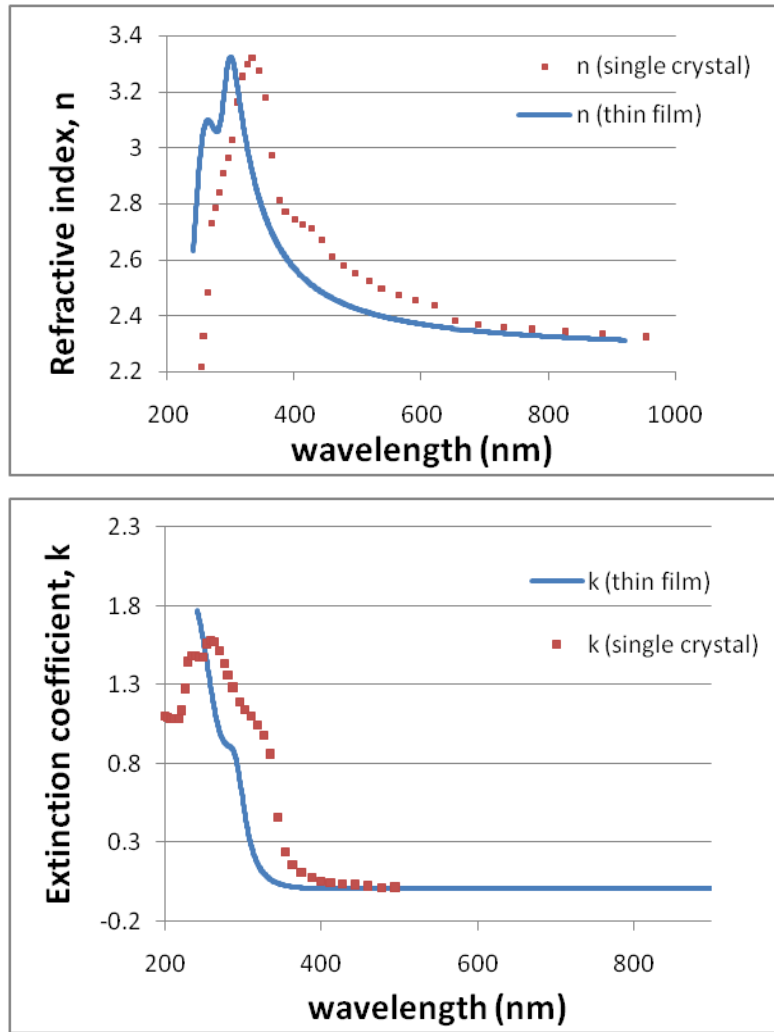 Refractive index, n
3.4
3.2
3
2.8
2.6
2.4
2.2
n (single crystal)
n (thin film)
200 400 600 800 1000
wavelength (nm)
Extinction coefficient, k
2.3
1.8
1.3
0.8
0.3
-0.2
k (thin film)
k (single crystal)
200 400 600 800
wavelength (nm)